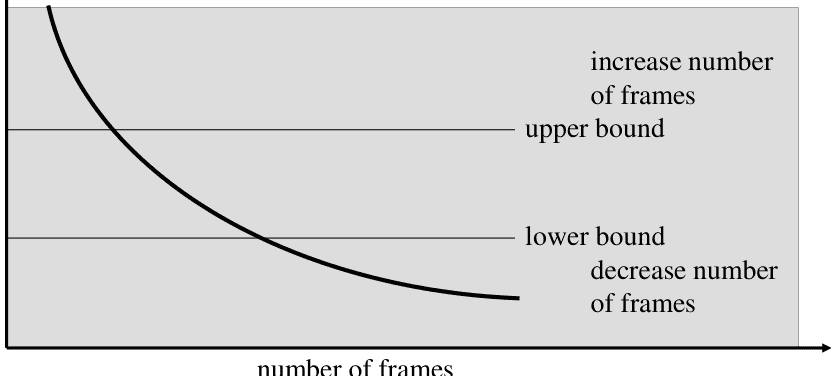 increase number
of frames
upper bound
lower bound
decrease number
of frames
number of frames